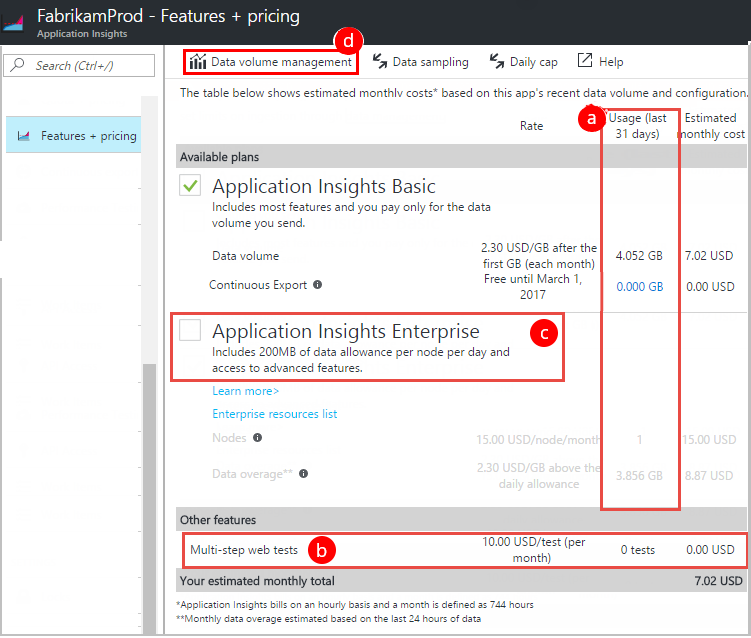 FabrikamProd - Features + pricing
Application Insights
d
Search (Ctrl+/)
Data volume management
Data sampling
Daily cap
Help
The table below shows estimated monthly costs* based on this app's recent data volume and configuration.
Features + pricing
a
Rate
Usage (last
31 days)
Estimated
monthly cost
Available plans
Application Insights Basic
Includes most features and you pay only for the data
volume you send.
Data volume
2.30 USD/GB after the
first GB (each month)
4.052 GB
7.02 USD
Continuous Export
Free until March 1,
2017
0.000 GB
0.00 USD
Application Insights Enterprise
c
Includes 200MB of data allowance per node per day and
access to advanced features.
Learn more>
Enterprise resources list
Nodes
15.00 USD/node/month
1
15.00 USD
Data overage**
2.30 USD/GB above the
daily allowance
3.856 GB
8.87 USD
Other features
Multi-step web tests
b
10.00 USD/test (per
month)
0 tests
0.00 USD
Your estimated monthly total
7.02 USD
*Application Insights bills on an hourly basis and a month is defined as 744 hours
**Monthly data overage estimated based on the last 24 hours of data